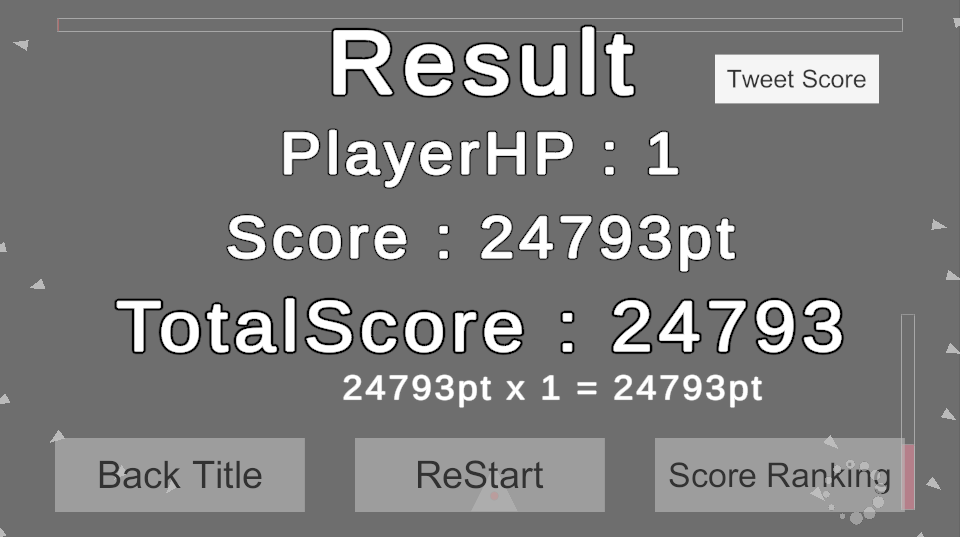 Result
Tweet Score
PlayerHP : 1
Score : 24793pt
TotalScore : 24793
24793pt x 1 = 24793pt
Back Title
ReStart
Score Ranking